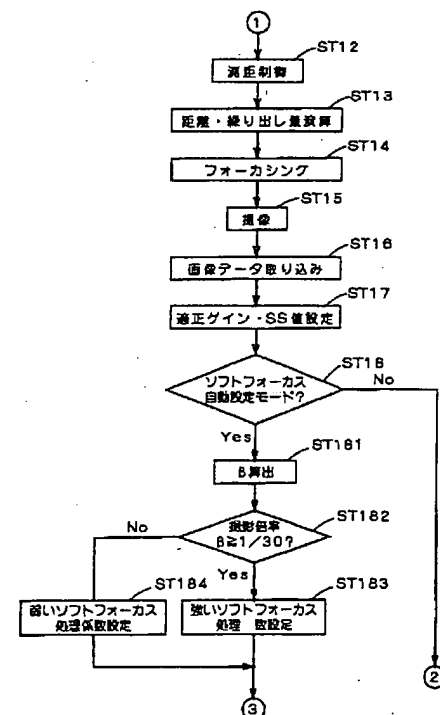 ①
ST12
測距制御
ST13
距離・繰り出し量演算
ST14
フォーカシング
ST15
撮像
ST16
画像データ取り込み
ST17
適正ゲイン・SS値設定
ST18
ソフトフォーカス
自動設定モード?
No
Yes
ST181
β算出
ST182
撮影倍率
β≧1/30?
No
Yes
ST184
弱いソフトフォーカス
処理係数設定
ST183
強いソフトフォーカス
処理 数設定
②
③